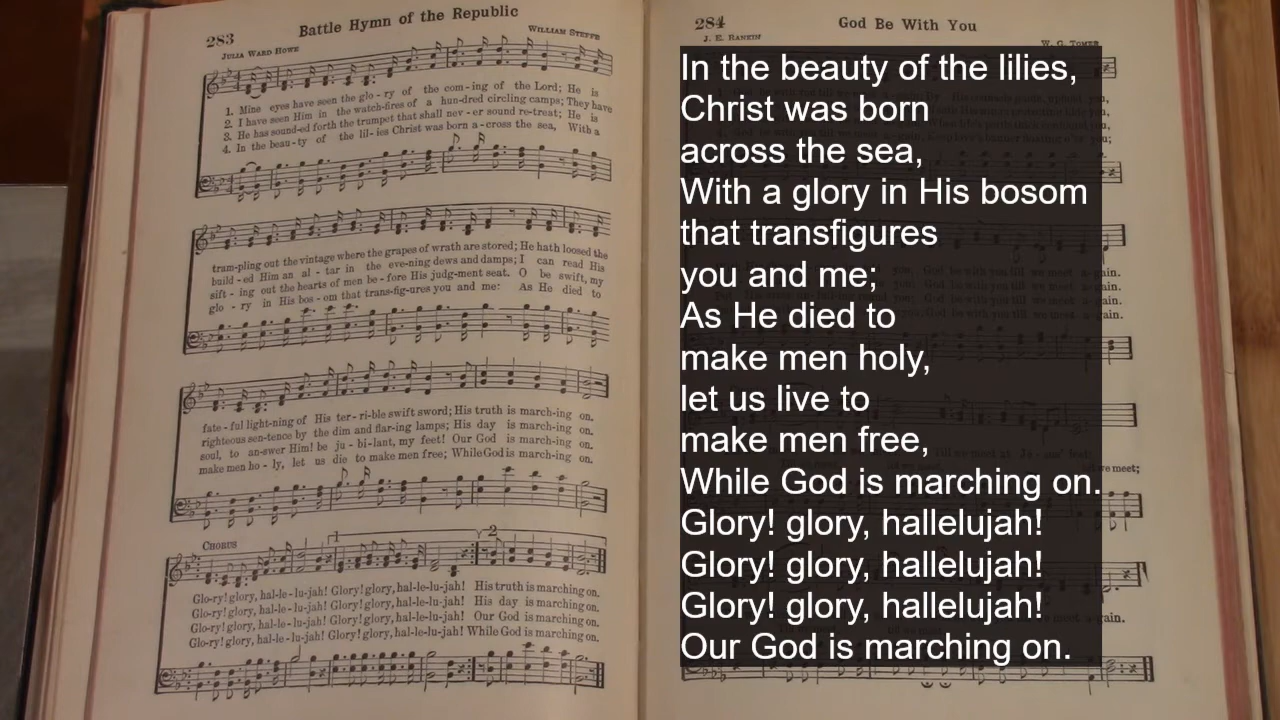 283
Battle Hymn of the Republic
JULIA WARD HOWE
WILLIAM STEFFE
1. Mine eyes have seen the glo - ry of the com - ing of the Lord; He is
2. I have seen Him in the watch-fires of a hun-dred circling camps; They have
3. He has sound-ed forth the trumpet that shall nev - er sound re-treat; He is
4. In the beau-ty of the lil-ies Christ was born a-cross the sea, With a
tram-pling out the vintage where the grapes of wrath are stored; He hath loosed the
build - ed Him an al - tar in the eve-ning dews and damps; I can read His
sift - ing out the hearts of men be - fore His judg-ment seat. O be swift, my
glo - ry in His bos - om that trans-fig-ures you and me: As He died to
fate - ful light-ning of His ter - ri-ble swift sword; His truth is march-ing on.
righteous sen-tence by the dim and flar-ing lamps; His day is march-ing on.
soul, to an-swer Him! be ju - bi-lant, my feet! Our God is march-ing on.
make men ho - ly, let us die to make men free; While God is march-ing on.
CHORUS
1
2
Glo-ry! glory, hal-le-lu-jah! Glory! glory, hal-le-lu-jah! His truth is marching on.
Glo-ry! glory, hal-le-lu-jah! Glory! glory, hal-le-lu-jah! His day is marching on.
Glo-ry! glory, hal-le-lu-jah! Glory! glory, hal-le-lu-jah! Our God is marching on.
Glo-ry! glory, hal-le-lu-jah! Glory! glory, hal-le-lu-jah! While God is marching on.
284
God Be With You
J. E. RANKIN
W. G. TOMER
In the beauty of the lilies,
Christ was born
across the sea,
With a glory in His bosom
that transfigures
you and me;
As He died to
make men holy,
let us live to
make men free,
While God is marching on.
Glory! glory, hallelujah!
Glory! glory, hallelujah!
Glory! glory, hallelujah!
Our God is marching on.